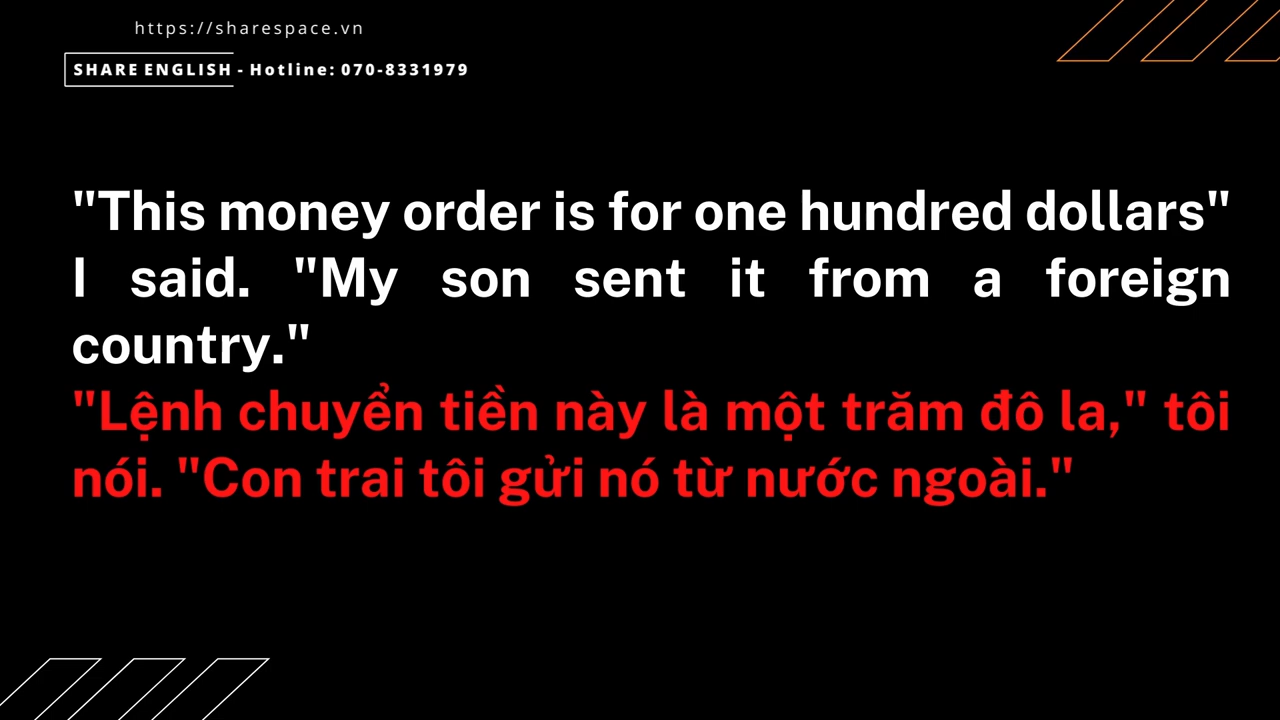 https://sharespace.vn
SHARE ENGLISH - Hotline: 070-8331979
"This money order is for one hundred dollars"
I said. "My son sent it from a foreign
country."
"Lệnh chuyển tiền này là một trăm đô la," tôi
nói. "Con trai tôi gửi nó từ nước ngoài."